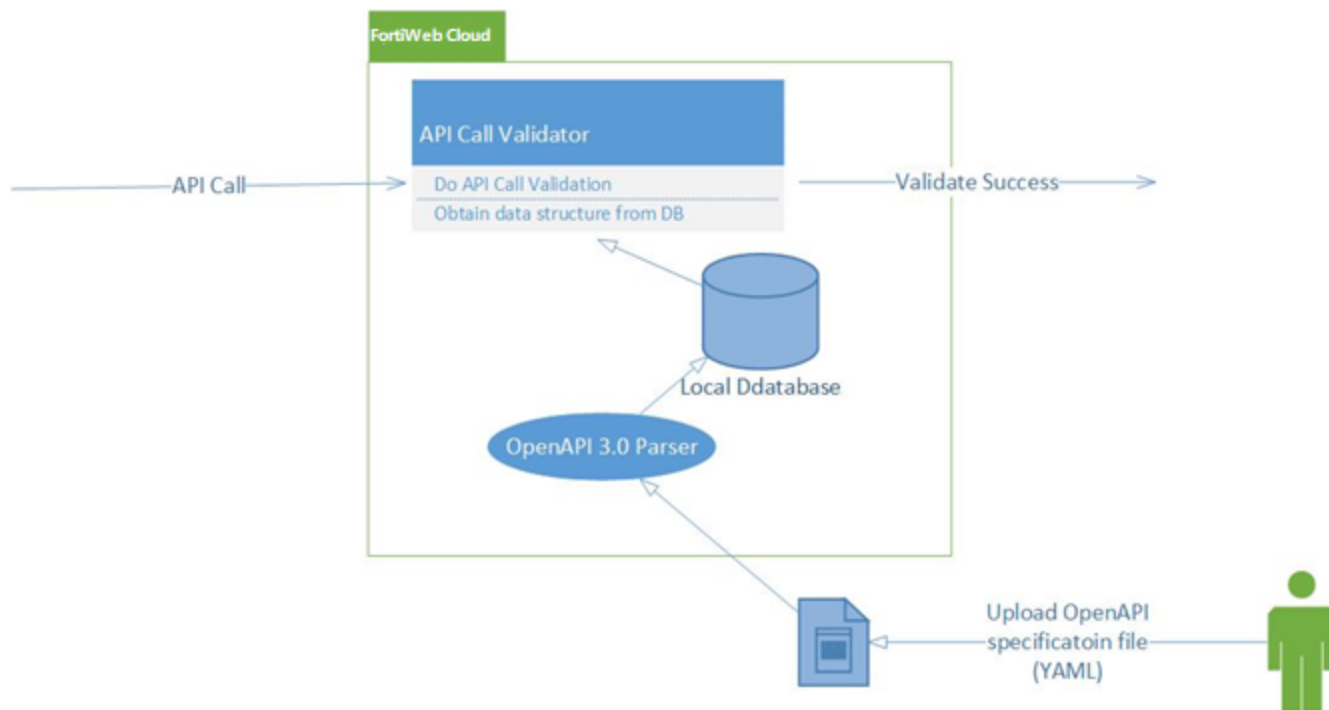 FortiWeb Cloud
API Call Validator
API Call
Do API Call Validation
Validate Success
Obtain data structure from DB
Local Ddatabase
OpenAPI 3.0 Parser
Upload OpenAPI
specificatoin file
(YAML)